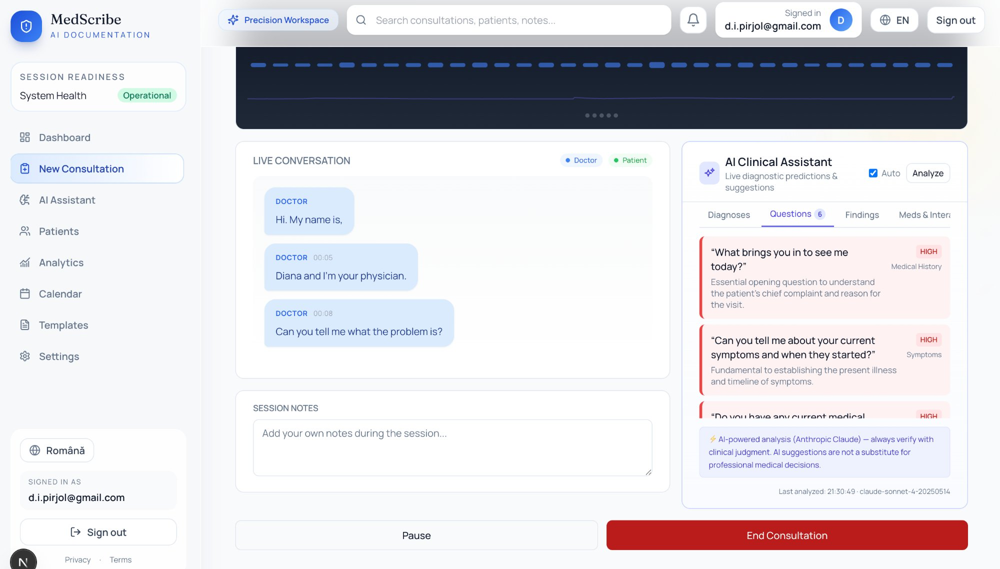 MedScribe
AI DOCUMENTATION
SESSION READINESS
System Health
Operational
Dashboard
New Consultation
AI Assistant
Patients
Analytics
Calendar
Templates
Settings
Română
SIGNED IN AS
d.i.pirjol@gmail.com
Sign out
Privacy · Terms
N
Precision Workspace
Search consultations, patients, notes...
Signed in
d.i.pirjol@gmail.com
D
EN
Sign out
LIVE CONVERSATION
Doctor
Patient
DOCTOR
Hi. My name is,
DOCTOR 00:05
Diana and I'm your physician.
DOCTOR 00:08
Can you tell me what the problem is?
SESSION NOTES
Add your own notes during the session...
AI Clinical Assistant
Live diagnostic predictions &
suggestions
Auto
Analyze
Diagnoses
Questions 6
Findings
Meds & Intera
“What brings you in to see me
today?”
HIGH
Medical History
Essential opening question to understand
the patient's chief complaint and reason for
the visit.
“Can you tell me about your current
symptoms and when they started?”
HIGH
Symptoms
Fundamental to establishing the present illness
and timeline of symptoms.
“Do you have any current medical
HIGH
⚡ AI-powered analysis (Anthropic Claude) — always verify with
clinical judgment. AI suggestions are not a substitute for
professional medical decisions.
Last analyzed: 21:30:49 · claude-sonnet-4-20250514
Pause
End Consultation